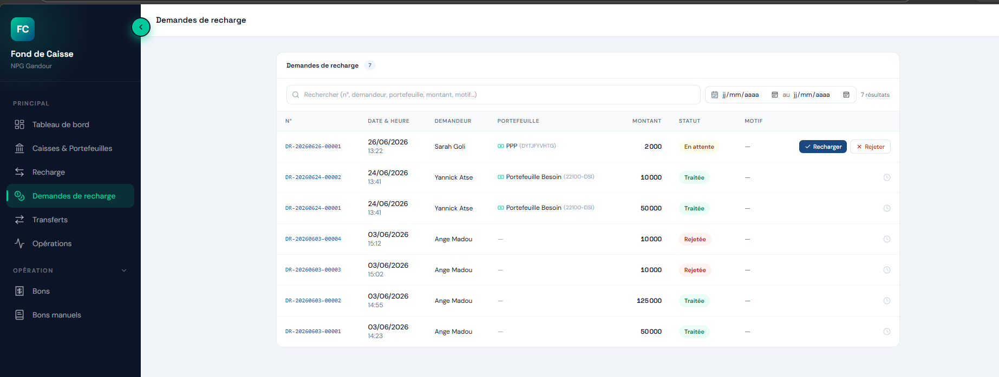 FC
Fond de Caisse
NPG Gandour
PRINCIPAL
Tableau de bord
Caisses & Portefeuilles
Recharge
Demandes de recharge
Transferts
Opérations
OPÉRATION
Bons
Bons manuels
Demandes de recharge
Demandes de recharge 7
Rechercher (n°, demandeur, portefeuille, montant, motif...) jj/mm/aaaa au jj/mm/aaaa 7 résultats
N° DATE & HEURE DEMANDEUR PORTEFEUILLE MONTANT STATUT MOTIF
DR-20260626-00001 26/06/2026 13:22 Sarah Goli PPP (DYTJFYVHTG) 2 000 En attente — Recharger Rejeter
DR-20260624-00002 24/06/2026 13:41 Yannick Atse Portefeuille Besoin (22100-DSI) 10 000 Traitée —
DR-20260624-00001 24/06/2026 13:41 Yannick Atse Portefeuille Besoin (22100-DSI) 50 000 Traitée —
DR-20260603-00004 03/06/2026 15:12 Ange Madou — 10 000 Rejetée —
DR-20260603-00003 03/06/2026 15:02 Ange Madou — 10 000 Rejetée —
DR-20260603-00002 03/06/2026 14:55 Ange Madou — 125 000 Traitée —
DR-20260603-00001 03/06/2026 14:23 Ange Madou — 50 000 Traitée —